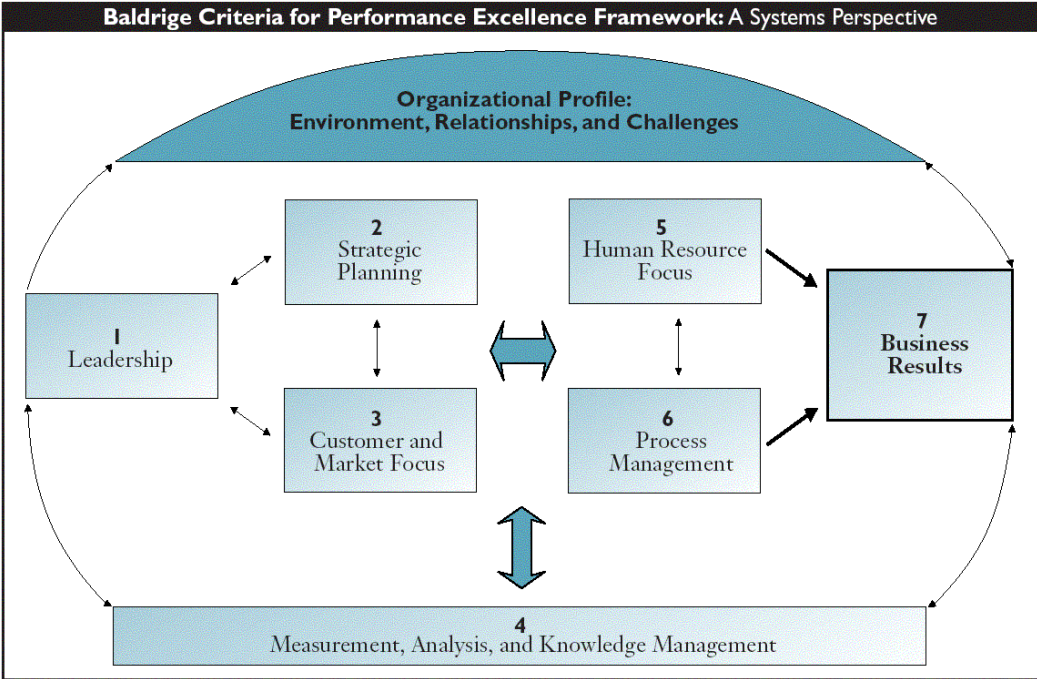 Baldrige Criteria for Performance Excellence Framework: A Systems Perspective
Organizational Profile:
Environment, Relationships, and Challenges
2
Strategic
Planning
5
Human Resource
Focus
1
Leadership
7
Business
Results
3
Customer and
Market Focus
6
Process
Management
4
Measurement, Analysis, and Knowledge Management